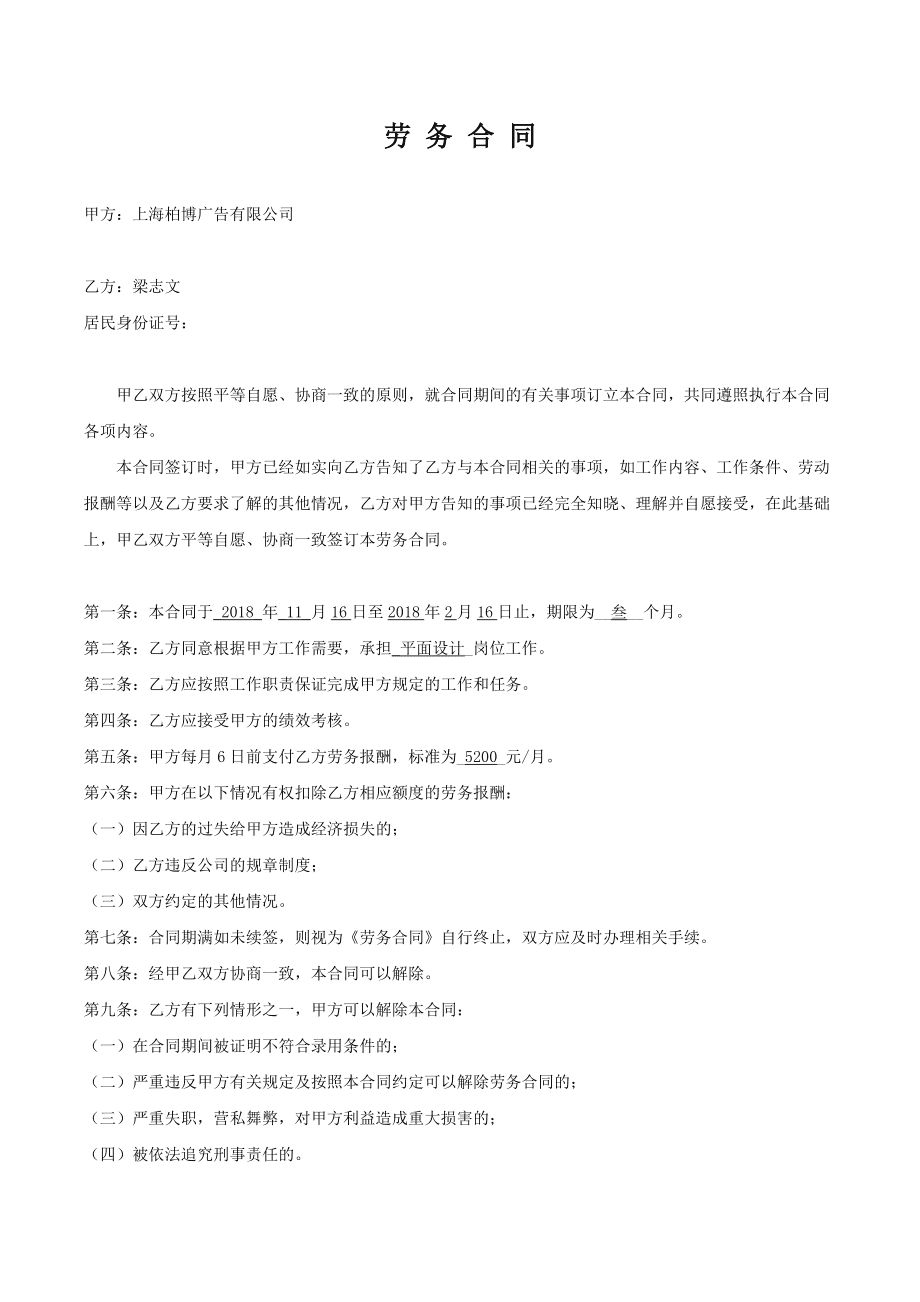 劳 务 合 同
甲方：上海柏博广告有限公司
乙方：梁志文
居民身份证号：
甲乙双方按照平等自愿、协商一致的原则，就合同期间的有关事项订立本合同，共同遵照执行本合同
各项内容。
本合同签订时，甲方已经如实向乙方告知了乙方与本合同相关的事项，如工作内容、工作条件、劳动
报酬等以及乙方要求了解的其他情况，乙方对甲方告知的事项已经完全知晓、理解并自愿接受，在此基础
上，甲乙双方平等自愿、协商一致签订本劳务合同。
第一条：本合同于 2018 年 11 月 16 日至 2018 年 2 月 16 日止，期限为__叁__个月。
第二条：乙方同意根据甲方工作需要，承担_平面设计_岗位工作。
第三条：乙方应按照工作职责保证完成甲方规定的工作和任务。
第四条：乙方应接受甲方的绩效考核。
第五条：甲方每月 6 日前支付乙方劳务报酬，标准为_5200_元/月。
第六条：甲方在以下情况有权扣除乙方相应额度的劳务报酬：
（一）因乙方的过失给甲方造成经济损失的；
（二）乙方违反公司的规章制度；
（三）双方约定的其他情况。
第七条：合同期满如未续签，则视为《劳务合同》自行终止，双方应及时办理相关手续。
第八条：经甲乙双方协商一致，本合同可以解除。
第九条：乙方有下列情形之一，甲方可以解除本合同：
（一）在合同期间被证明不符合录用条件的；
（二）严重违反甲方有关规定及按照本合同约定可以解除劳务合同的；
（三）严重失职，营私舞弊，对甲方利益造成重大损害的；
（四）被依法追究刑事责任的。